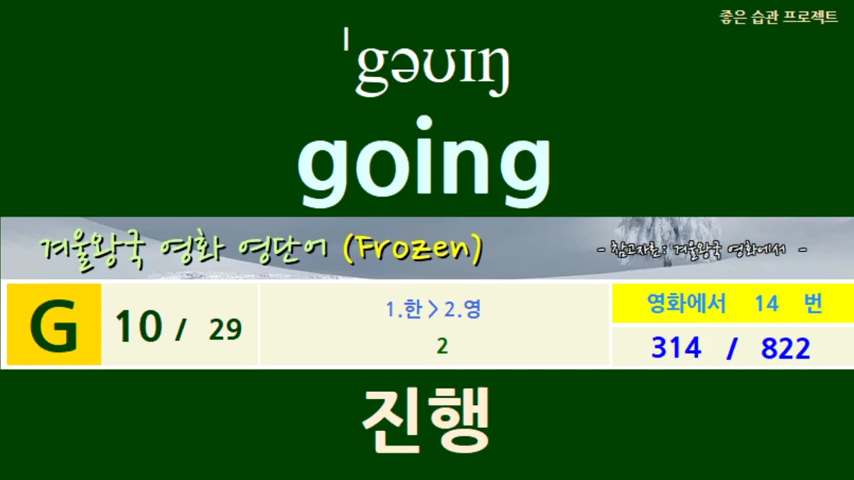 좋은 습관 프로젝트
ˈɡəʊɪŋ
going
겨울왕국 영화 영단어 (Frozen)
- 참고자료: 겨울왕국 영화에서 -
G 10 / 29
1.한 > 2.영
2
영화에서 14 번
314 / 822
진행